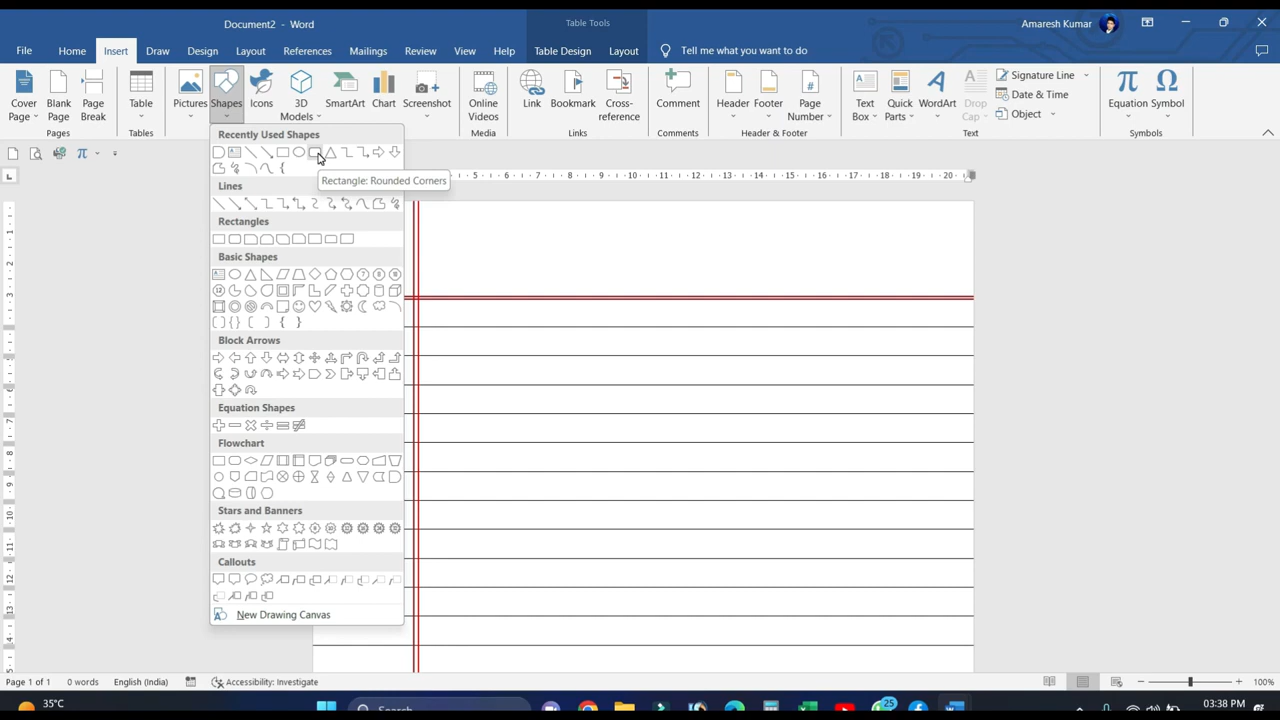 Document2 - Word
Table Tools
Amaresh Kumar
File Home Insert Draw Design Layout References Mailings Review View Help Table Design Layout Tell me what you want to do
Cover Page Blank Page Page Break Table Pictures Shapes Icons 3D Models SmartArt Chart Screenshot Online Videos Link Bookmark Cross-reference Comment Header Footer Page Number Text Box Quick Parts WordArt Drop Cap Signature Line Date & Time Object Equation Symbol
Pages Tables Media Links Comments Header & Footer Text Symbols
Recently Used Shapes
Rectangle: Rounded Corners
Lines
Rectangles
Basic Shapes
Block Arrows
Equation Shapes
Flowchart
Stars and Banners
Callouts
New Drawing Canvas
Page 1 of 1 0 words English (India) Accessibility: Investigate 100%
35°C Search 25 03:38 PM